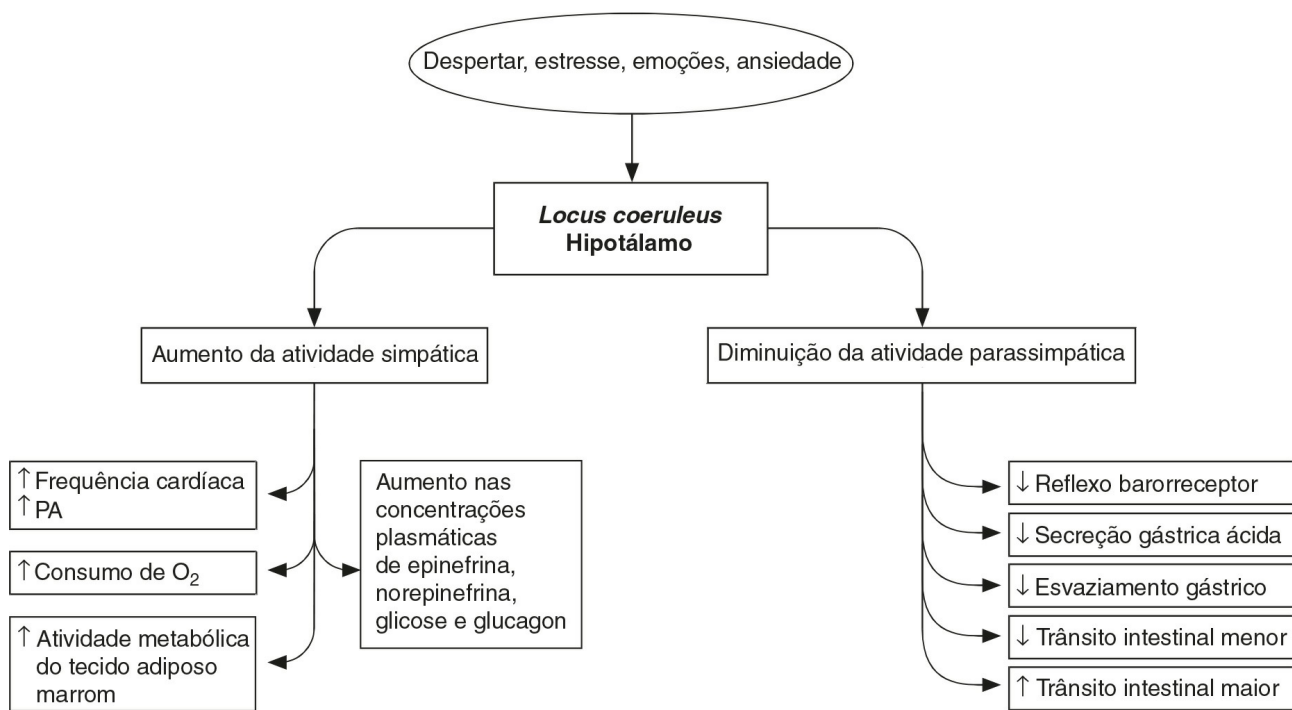 Despertar, estresse, emoções, ansiedade
Locus coeruleus
Hipotálamo
Aumento da atividade simpática
Diminuição da atividade parassimpática
↑ Frequência cardíaca
↑ PA
↑ Consumo de O₂
↑ Atividade metabólica
do tecido adiposo
marrom
Aumento nas
concentrações
plasmáticas
de epinefrina,
norepinefrina,
glicose e glucagon
↓ Reflexo barorreceptor
↓ Secreção gástrica ácida
↓ Esvaziamento gástrico
↓ Trânsito intestinal menor
↑ Trânsito intestinal maior